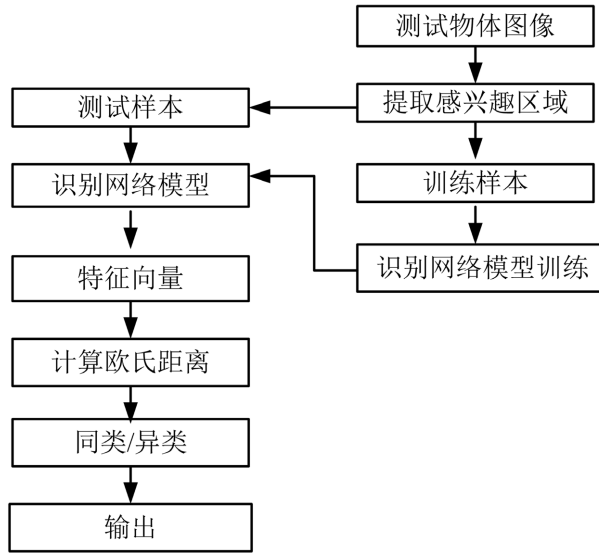 测试物体图像
提取感兴趣区域
测试样本
训练样本
识别网络模型
识别网络模型训练
特征向量
计算欧氏距离
同类/异类
输出